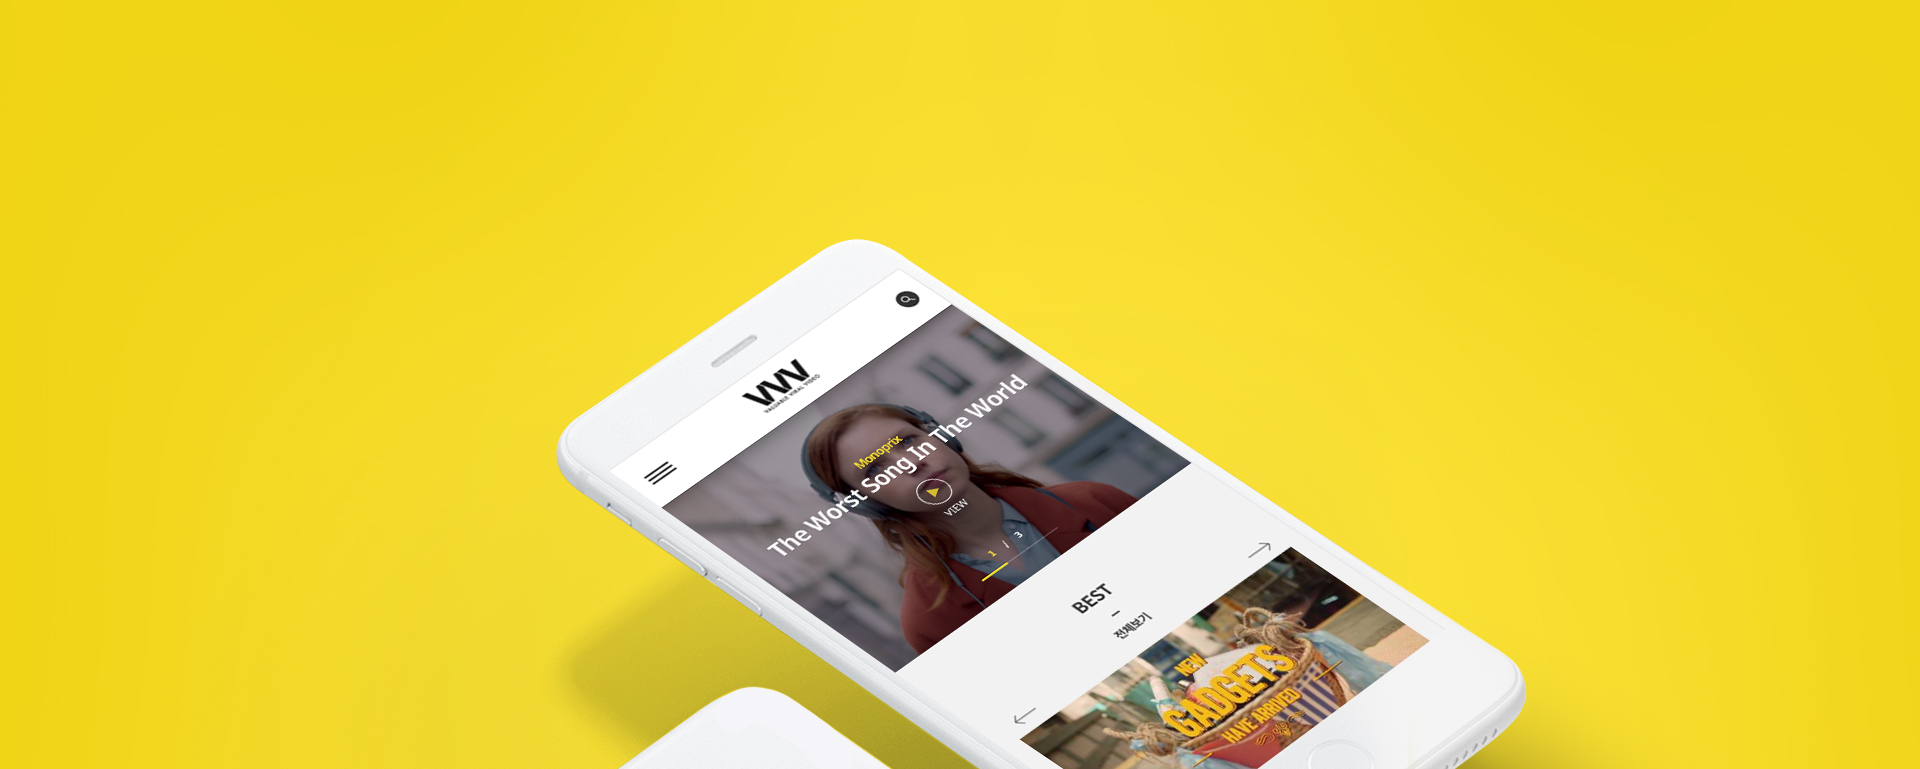 VVV
VALUABLE VIRAL VIDEO
Monoprix
The Worst Song In The World
VIEW
1 / 3
BEST
전체보기
NEW
GADGETS
HAVE ARRIVED